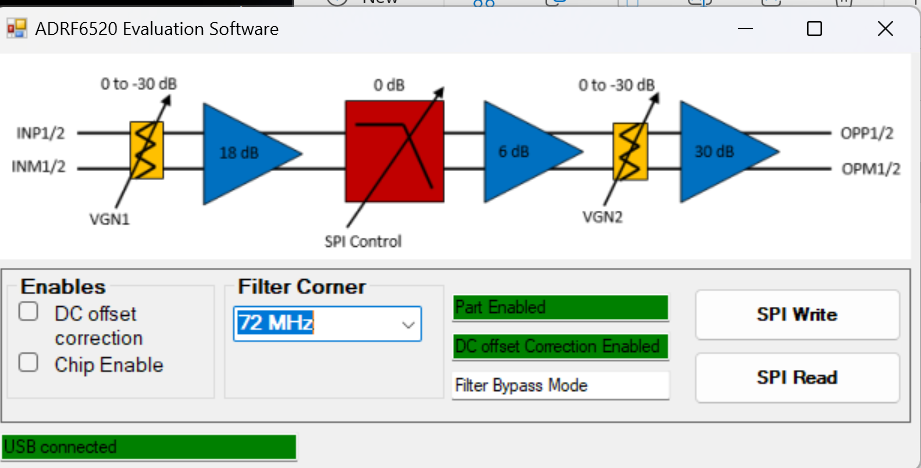 New
ADRF6520 Evaluation Software
0 to -30 dB
0 dB
0 to -30 dB
INP1/2
OPP1/2
18 dB
6 dB
30 dB
INM1/2
OPM1/2
VGN1
VGN2
SPI Control
Enables
Filter Corner
DC offset
correction
Chip Enable
72 MHz
Part Enabled
DC offset Correction Enabled
Filter Bypass Mode
SPI Write
SPI Read
USB connected